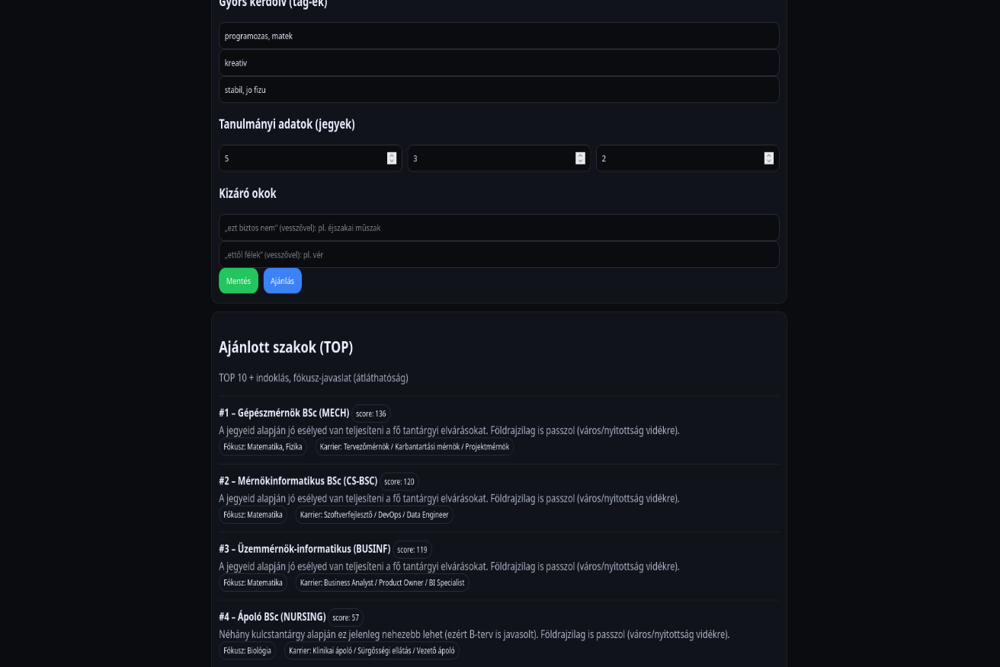 Gyors kérdőív (tag-ek)
programozas, matek
kreativ
stabil, jo fizu
Tanulmányi adatok (jegyek)
5 3 2
Kizáró okok
„ezt biztos nem” (vesszővel): pl. éjszakai műszak
„ettől félek” (vesszővel): pl. vér
Mentés Ajánlás
Ajánlott szakok (TOP)
TOP 10 + indoklás, fókusz-javaslat (átláthatóság)
#1 – Gépészmérnök BSc (MECH) score: 136
A jegyeid alapján jó esélyed van teljesíteni a fő tantárgyi elvárásokat. Földrajzilag is passzol (város/nyitottság vidékre).
Fókusz: Matematika, Fizika Karrier: Tervezőmérnök / Karbantartási mérnök / Projektmérnök
#2 – Mérnökinformatikus BSc (CS-BSC) score: 120
A jegyeid alapján jó esélyed van teljesíteni a fő tantárgyi elvárásokat. Földrajzilag is passzol (város/nyitottság vidékre).
Fókusz: Matematika Karrier: Szoftverfejlesztő / DevOps / Data Engineer
#3 – Üzemmérnök-informatikus (BUSINF) score: 119
A jegyeid alapján jó esélyed van teljesíteni a fő tantárgyi elvárásokat. Földrajzilag is passzol (város/nyitottság vidékre).
Fókusz: Matematika Karrier: Business Analyst / Product Owner / BI Specialist
#4 – Ápoló BSc (NURSING) score: 57
Néhány kulcstantárgy alapján ez jelenleg nehezebb lehet (ezért B-terv is javasolt). Földrajzilag is passzol (város/nyitottság vidékre).
Fókusz: Biológia Karrier: Klinikai ápoló / Sürgősségi ellátás / Vezető ápoló